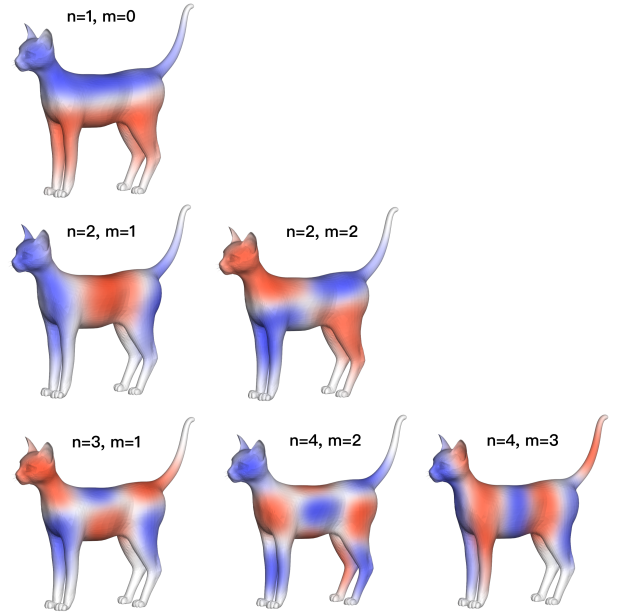 n=1, m=0
n=2, m=1
n=2, m=2
n=3, m=1
n=4, m=2
n=4, m=3